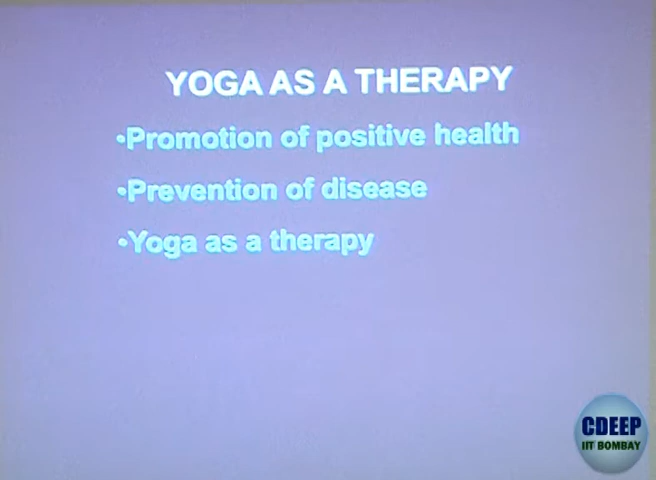 YOGA AS A THERAPY
•Promotion of positive health
•Prevention of disease
•Yoga as a therapy
CDEEP
IIT BOMBAY